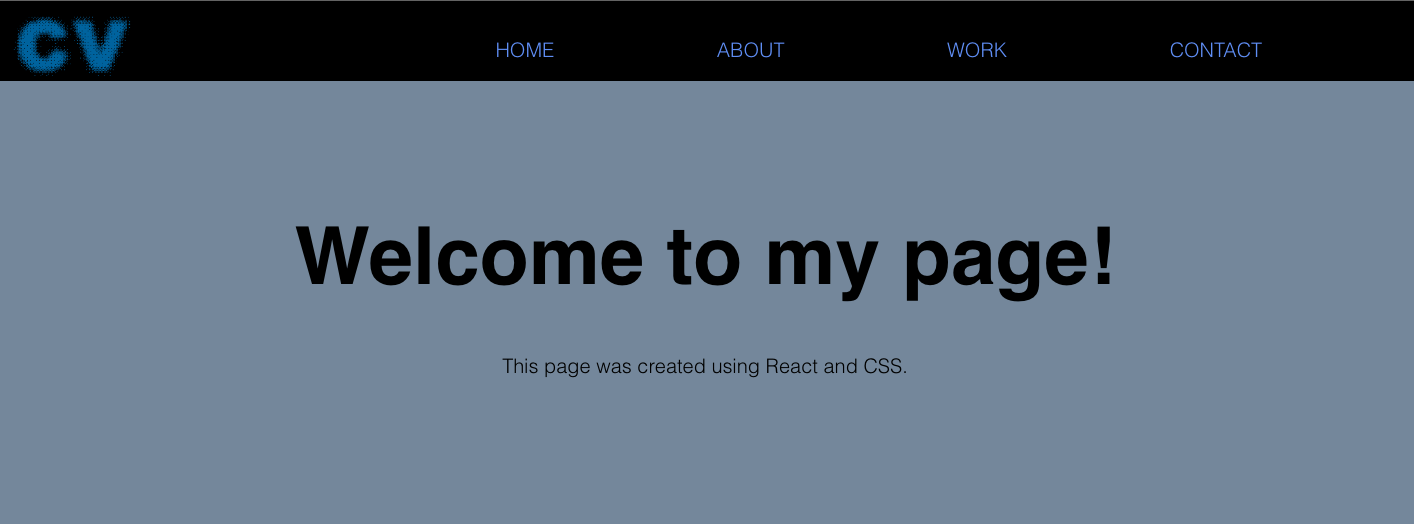 CV
HOME ABOUT WORK CONTACT
Welcome to my page!
This page was created using React and CSS.